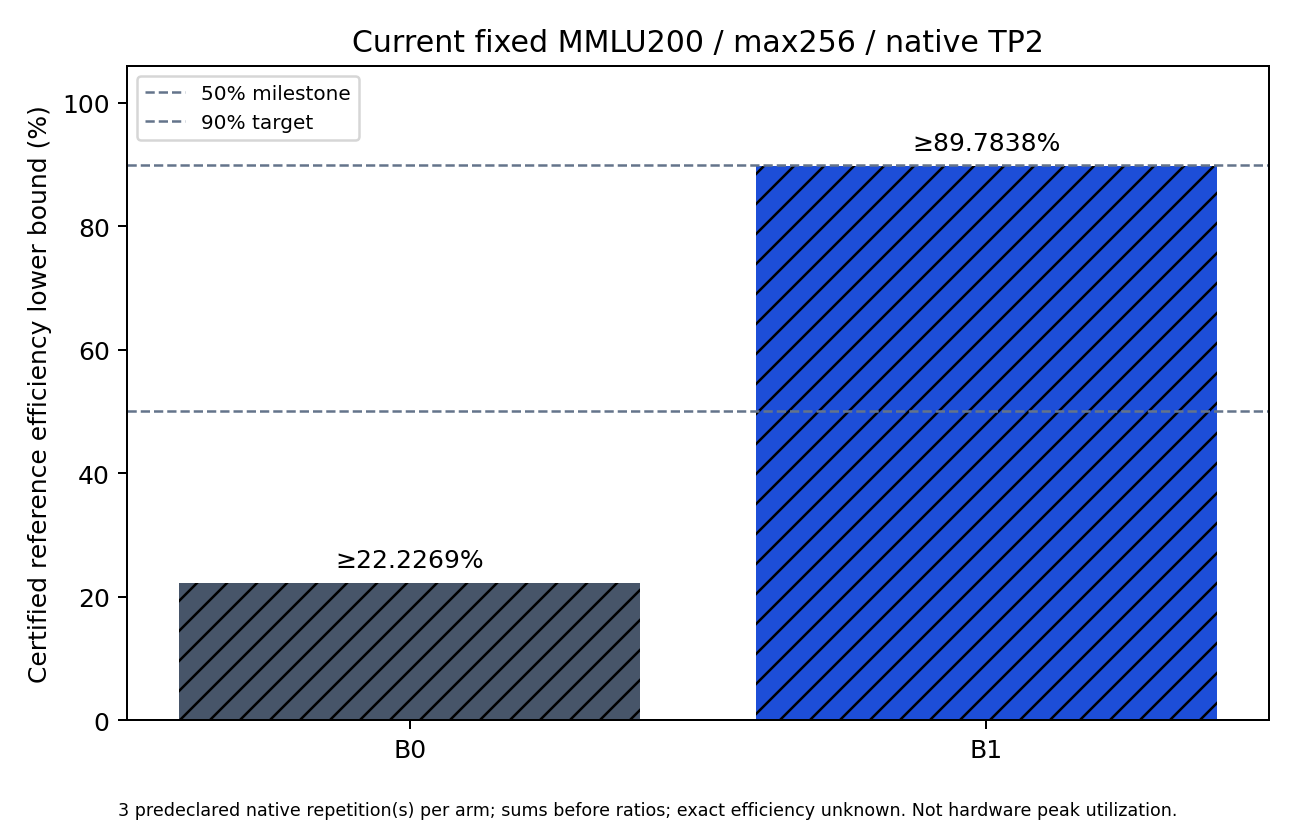 Current fixed MMLU200 / max256 / native TP2
Certified reference efficiency lower bound (%)
100
80
60
40
20
0
50% milestone
90% target
≥22.2269%
≥89.7838%
B0
B1
3 predeclared native repetition(s) per arm; sums before ratios; exact efficiency unknown. Not hardware peak utilization.